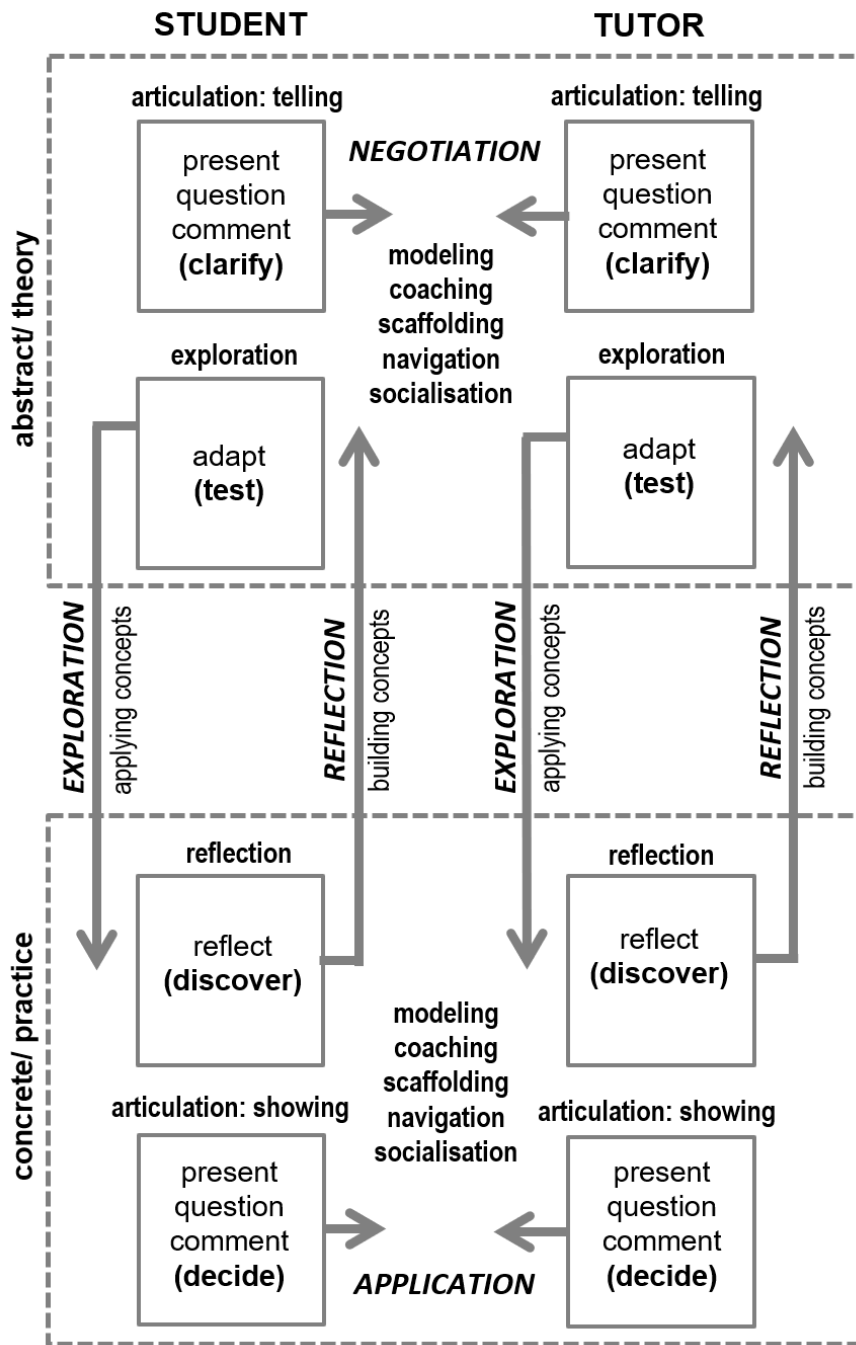 STUDENT
TUTOR
abstract/ theory
articulation: telling
present
question
comment
(clarify)
NEGOTIATION
modeling
coaching
scaffolding
navigation
socialisation
articulation: telling
present
question
comment
(clarify)
exploration
adapt
(test)
exploration
adapt
(test)
EXPLORATION
applying concepts
REFLECTION
building concepts
EXPLORATION
applying concepts
REFLECTION
building concepts
concrete/ practice
reflection
reflect
(discover)
reflection
reflect
(discover)
modeling
coaching
scaffolding
navigation
socialisation
articulation: showing
present
question
comment
(decide)
articulation: showing
present
question
comment
(decide)
APPLICATION